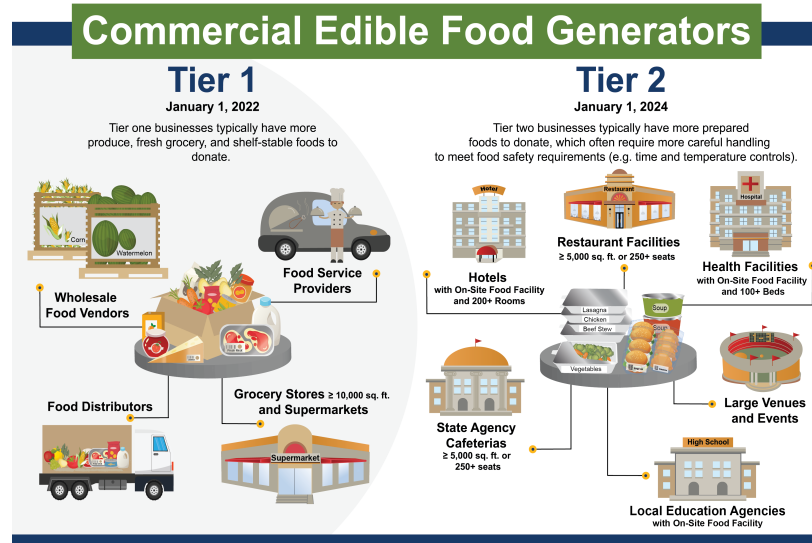 Commercial Edible Food Generators
Tier 1
January 1, 2022
Tier one businesses typically have more
produce, fresh grocery, and shelf-stable foods to
donate.
Corn
Watermelon
Wholesale
Food Vendors
Food Service
Providers
Food Distributors
Grocery Stores ≥ 10,000 sq. ft.
and Supermarkets
Supermarket
Tier 2
January 1, 2024
Tier two businesses typically have more prepared
foods to donate, which often require more careful handling
to meet food safety requirements (e.g. time and temperature controls).
Hotel
Hotels
with On-Site Food Facility
and 200+ Rooms
Restaurant
Restaurant Facilities
≥ 5,000 sq. ft. or 250+ seats
Hospital
Health Facilities
with On-Site Food Facility
and 100+ Beds
Lasagna
Chicken
Beef Stew
Vegetables
Soup
Soup
State Agency
Cafeterias
≥ 5,000 sq. ft. or
250+ seats
Large Venues
and Events
High School
Local Education Agencies
with On-Site Food Facility